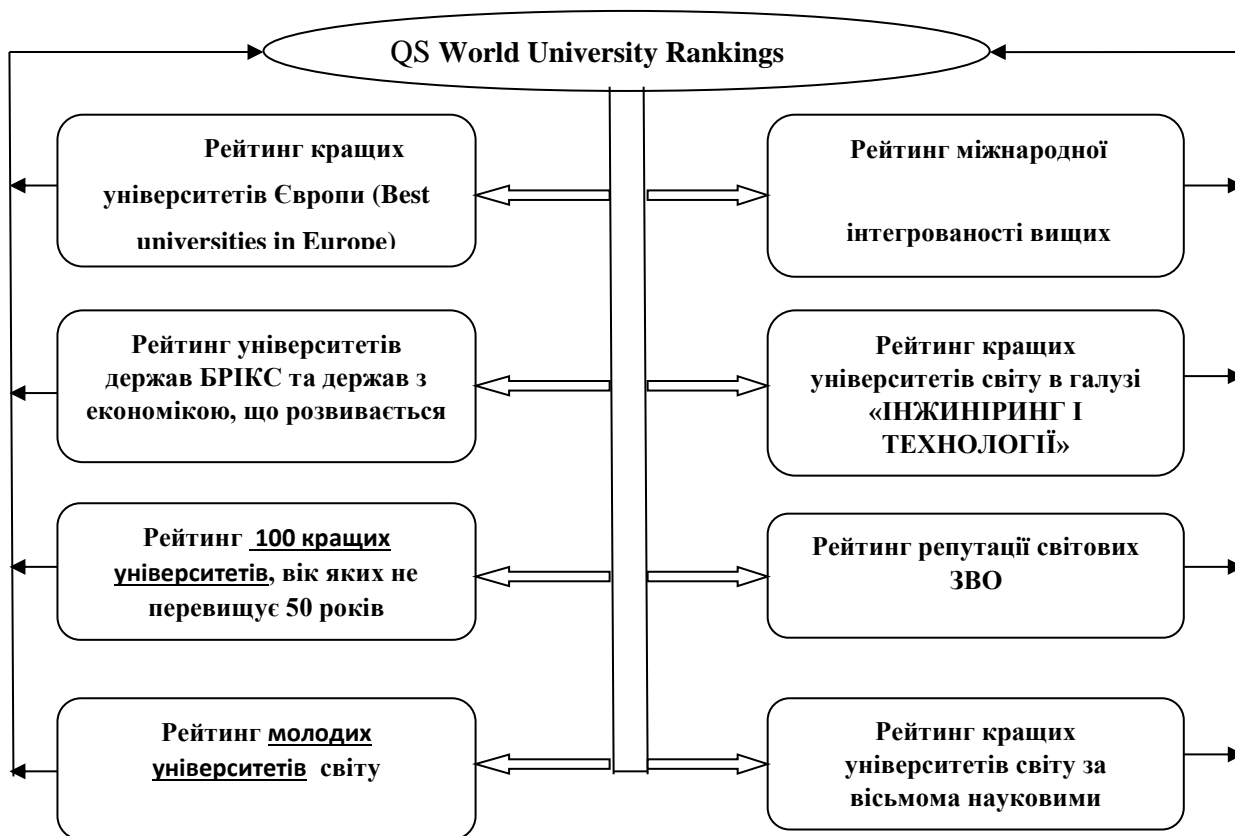 QS World University Rankings
Рейтинг кращих
університетів Європи (Best
universities in Europe)
Рейтинг міжнародної
інтегрованості вищих
Рейтинг університетів
держав БРІКС та держав з
економікою, що розвивається
Рейтинг кращих
університетів світу в галузі
«ІНЖИНІРИНГ І
ТЕХНОЛОГІЇ»
Рейтинг 100 кращих
університетів, вік яких не
перевищує 50 років
Рейтинг репутації світових
ЗВО
Рейтинг молодих
університетів світу
Рейтинг кращих
університетів світу за
вісьмома науковими